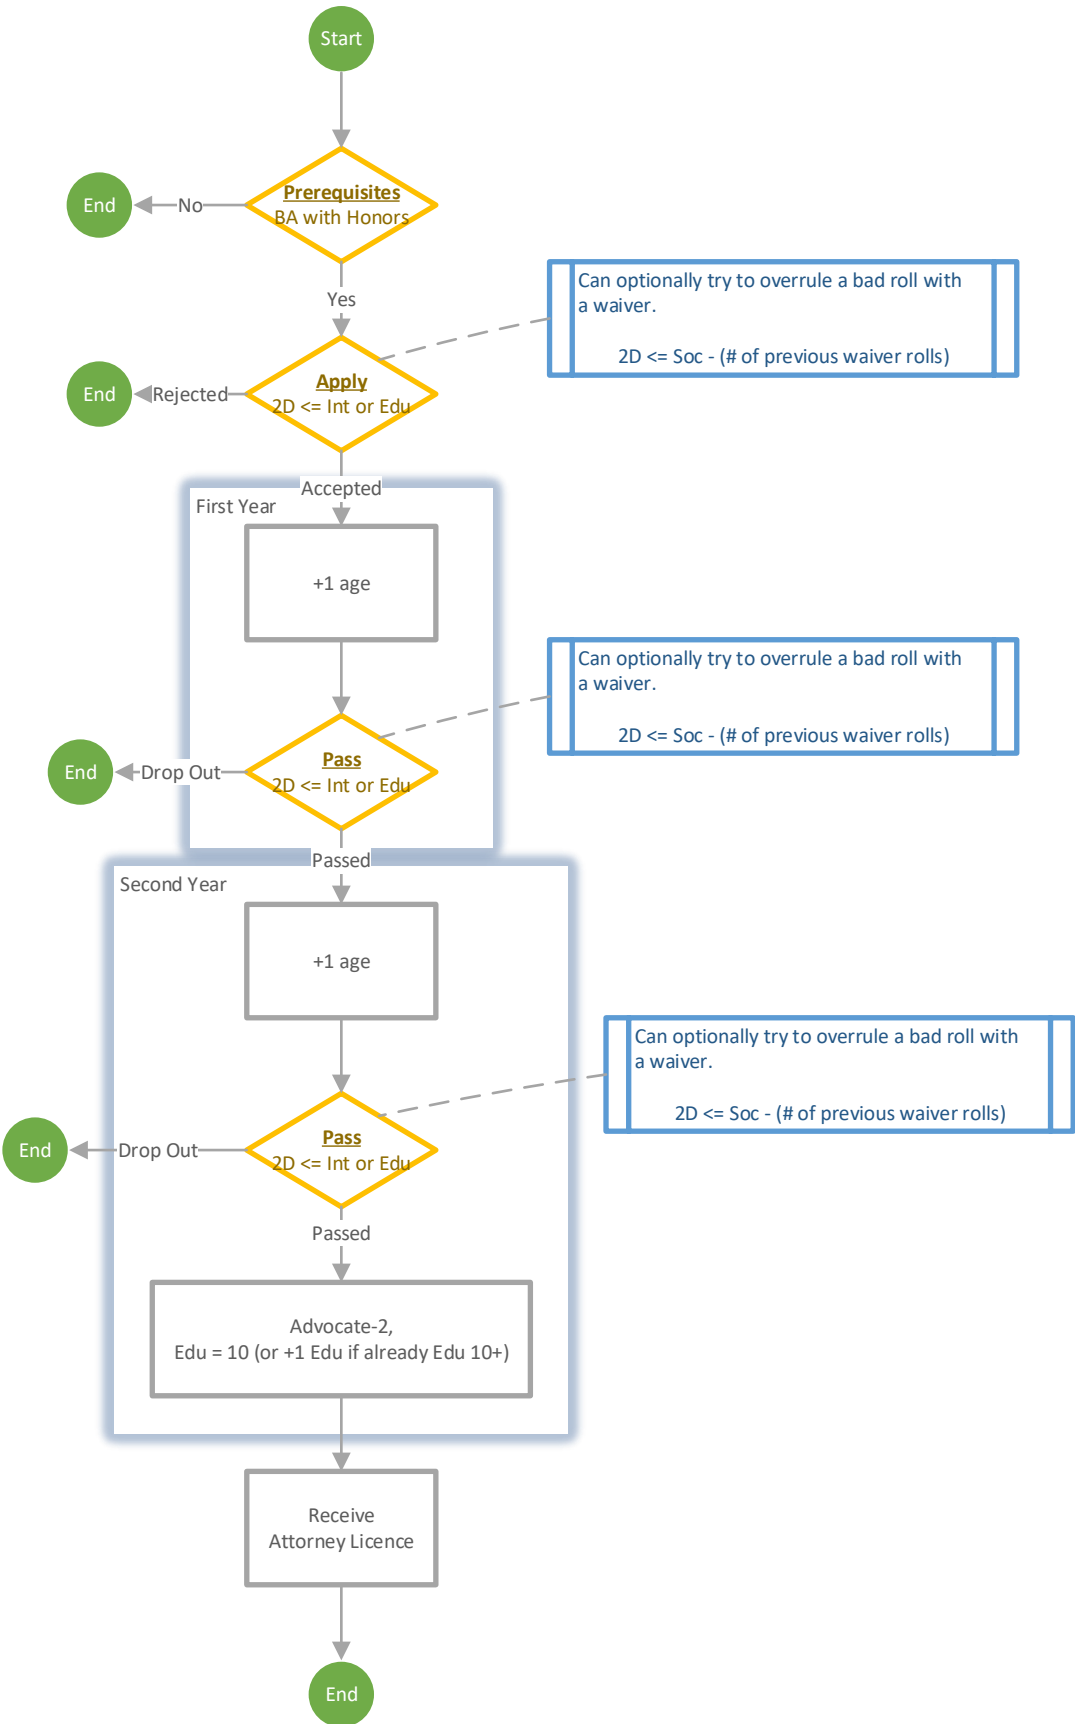 Start
Prerequisites
BA with Honors
No
End
Yes
Can optionally try to overrule a bad roll with
a waiver.
2D <= Soc - (# of previous waiver rolls)
Apply
2D <= Int or Edu
Rejected
End
Accepted
First Year
+1 age
Can optionally try to overrule a bad roll with
a waiver.
2D <= Soc - (# of previous waiver rolls)
Pass
2D <= Int or Edu
Drop Out
End
Passed
Second Year
+1 age
Can optionally try to overrule a bad roll with
a waiver.
2D <= Soc - (# of previous waiver rolls)
Pass
2D <= Int or Edu
Drop Out
End
Passed
Advocate-2,
Edu = 10 (or +1 Edu if already Edu 10+)
Receive
Attorney Licence
End